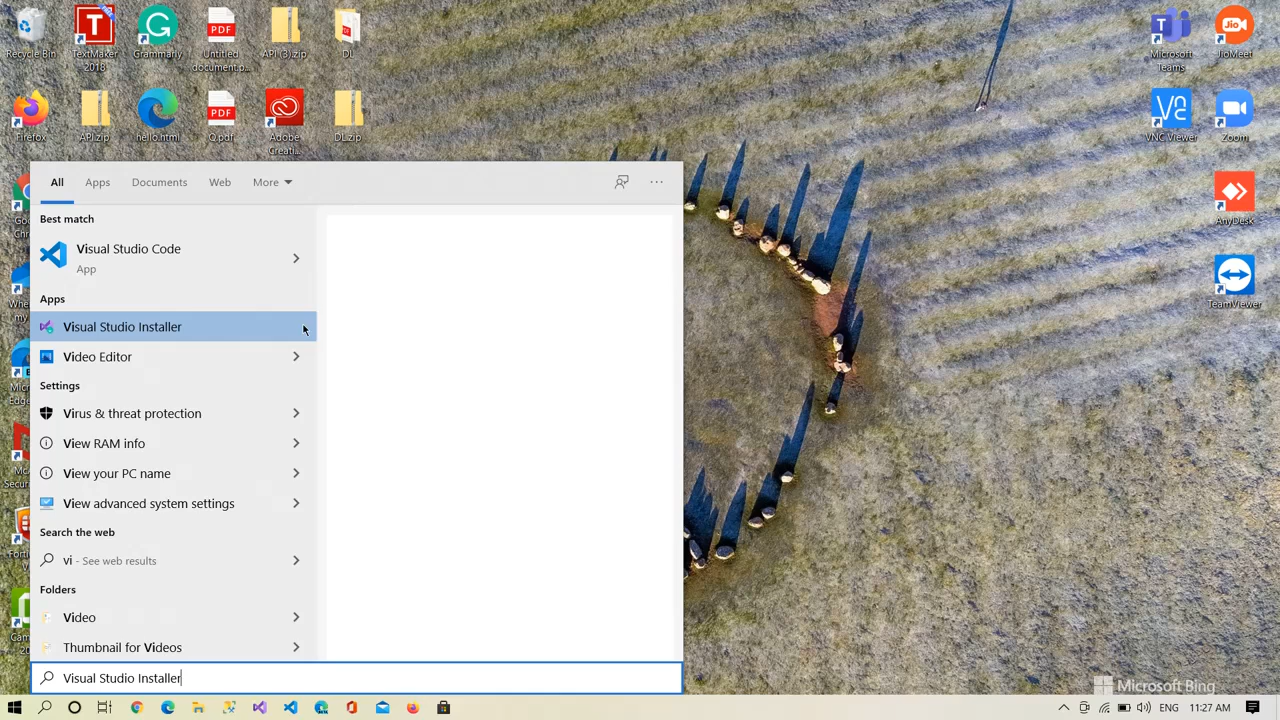 Recycle Bin
TextMaker
2018
Grammarly
Untitled
document.p...
API (3).zip
DL
Microsoft
Teams
JioMeet
Firefox
API.zip
hello.html
Q.pdf
Adobe
Creati...
DL.zip
VNC Viewer
Zoom
AnyDesk
TeamViewer
All
Apps
Documents
Web
More
Best match
Visual Studio Code
App
Apps
Visual Studio Installer
Video Editor
Settings
Virus & threat protection
View RAM info
View your PC name
View advanced system settings
Search the web
vi - See web results
Folders
Video
Thumbnail for Videos
Visual Studio Installer
Microsoft Bing
ENG
11:27 AM